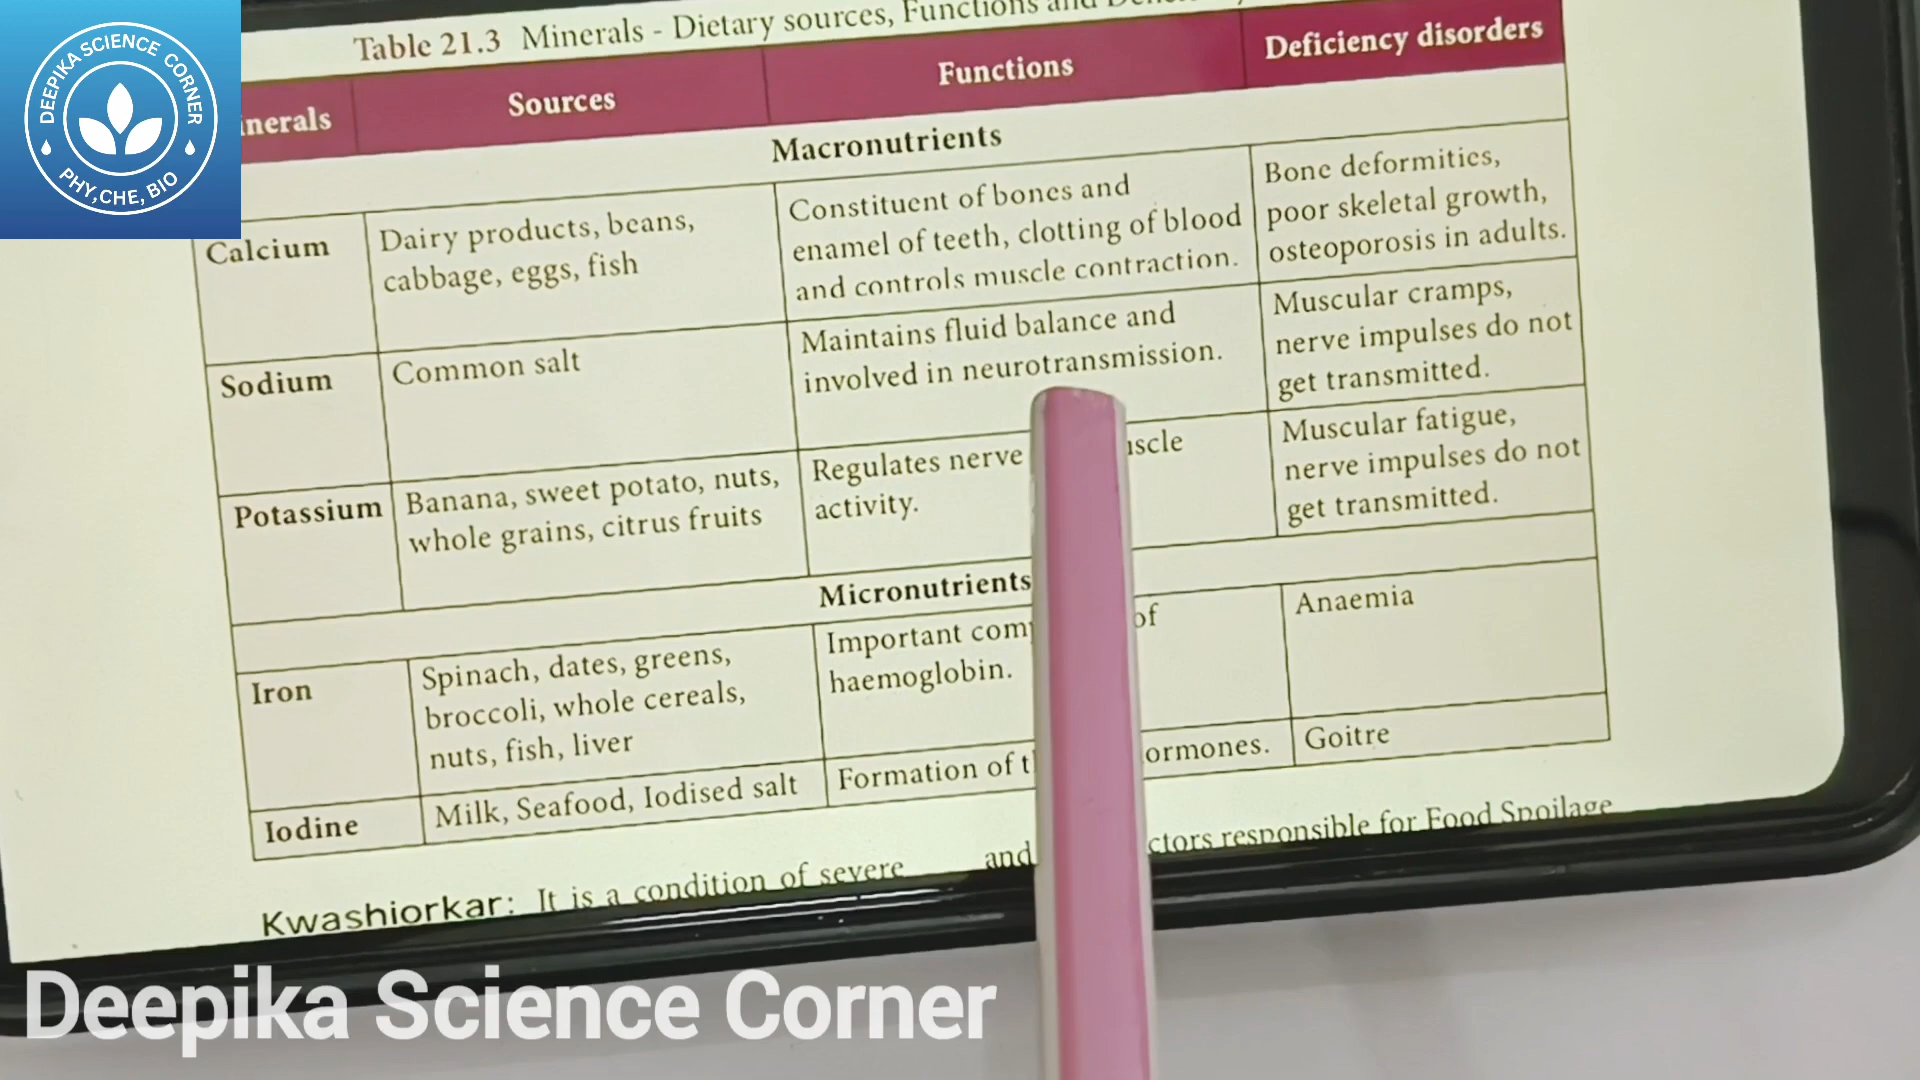 DEEPIKA SCIENCE CORNER
PHY,CHE, BIO
Table 21.3 Minerals - Dietary sources, Functions and
nerals Sources Functions Deficiency disorders
Macronutrients
Calcium
Dairy products, beans,
cabbage, eggs, fish
Constituent of bones and
enamel of teeth, clotting of blood
and controls muscle contraction.
Bone deformities,
poor skeletal growth,
osteoporosis in adults.
Sodium
Common salt
Maintains fluid balance and
involved in neurotransmission.
Muscular cramps,
nerve impulses do not
get transmitted.
Potassium
Banana, sweet potato, nuts,
whole grains, citrus fruits
Regulates nerve uscle
activity.
Muscular fatigue,
nerve impulses do not
get transmitted.
Micronutrients
Iron
Spinach, dates, greens,
broccoli, whole cereals,
nuts, fish, liver
Important com of
haemoglobin.
Anaemia
Iodine
Milk, Seafood, Iodised salt
Formation of t ormones.
Goitre
Kwashiorkar: It is a condition of severe
and ctors responsible for Food Spoilage
Deepika Science Corner